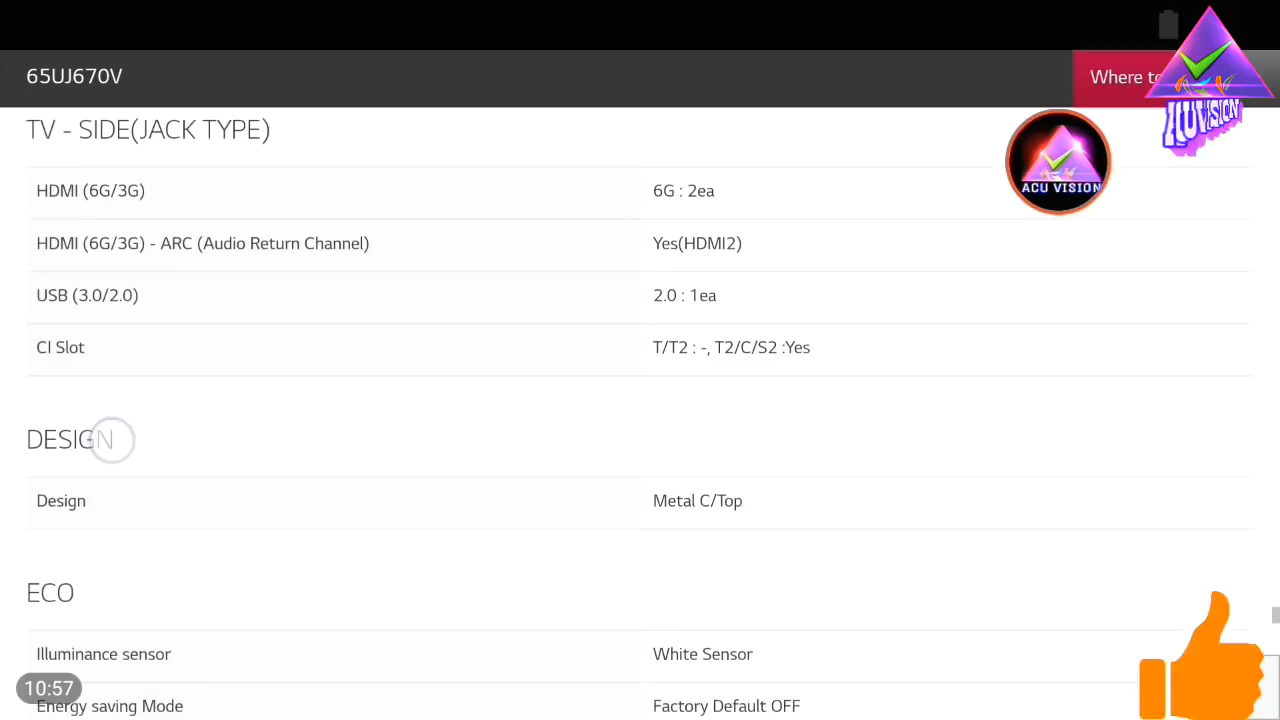 65UJ670V
Where to
ACUVISION
TV - SIDE(JACK TYPE)
ACU VISION
HDMI (6G/3G) 6G : 2ea
HDMI (6G/3G) - ARC (Audio Return Channel) Yes(HDMI2)
USB (3.0/2.0) 2.0 : 1ea
CI Slot T/T2 : -, T2/C/S2 :Yes
DESIGN
Design Metal C/Top
ECO
Illuminance sensor White Sensor
10:57
Energy saving Mode Factory Default OFF